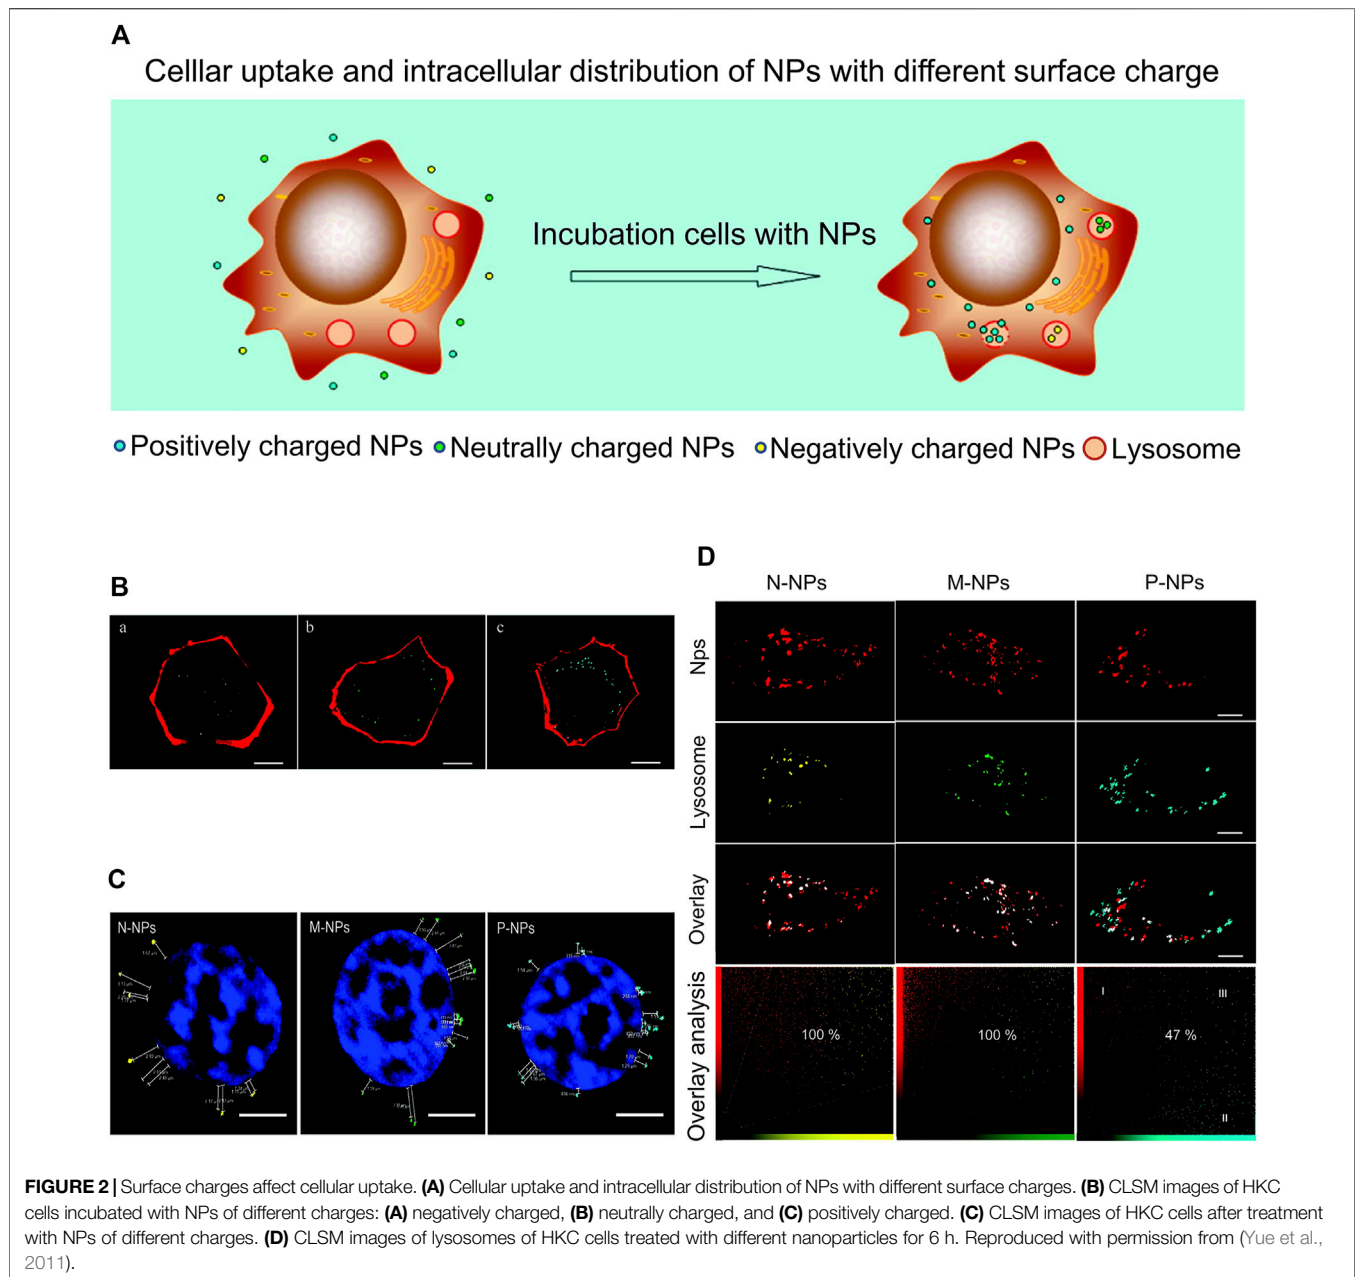 A
Celllar uptake and intracellular distribution of NPs with different surface charge
Incubation cells with NPs
Positively charged NPs Neutrally charged NPs Negatively charged NPs Lysosome
B
a b c
C
N-NPs M-NPs P-NPs
D
N-NPs M-NPs P-NPs
Nps
Lysosome
Overlay
Overlay analysis
I III
100 % 100 % 47 %
II
FIGURE 2 | Surface charges affect cellular uptake. (A) Cellular uptake and intracellular distribution of NPs with different surface charges. (B) CLSM images of HKC
cells incubated with NPs of different charges: (A) negatively charged, (B) neutrally charged, and (C) positively charged. (C) CLSM images of HKC cells after treatment
with NPs of different charges. (D) CLSM images of lysosomes of HKC cells treated with different nanoparticles for 6 h. Reproduced with permission from (Yue et al.,
2011).